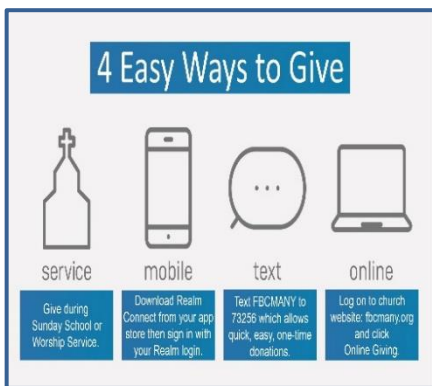 4 Easy Ways to Give
service
Give during
Sunday School or
Worship Service.
mobile
Download Realm
Connect from your app
store then sign in with
your Realm login.
text
Text FBCMANY to
73256 which allows
quick, easy, one-time
donations.
online
Log on to church
website: fbcmany.org
and click
Online Giving.